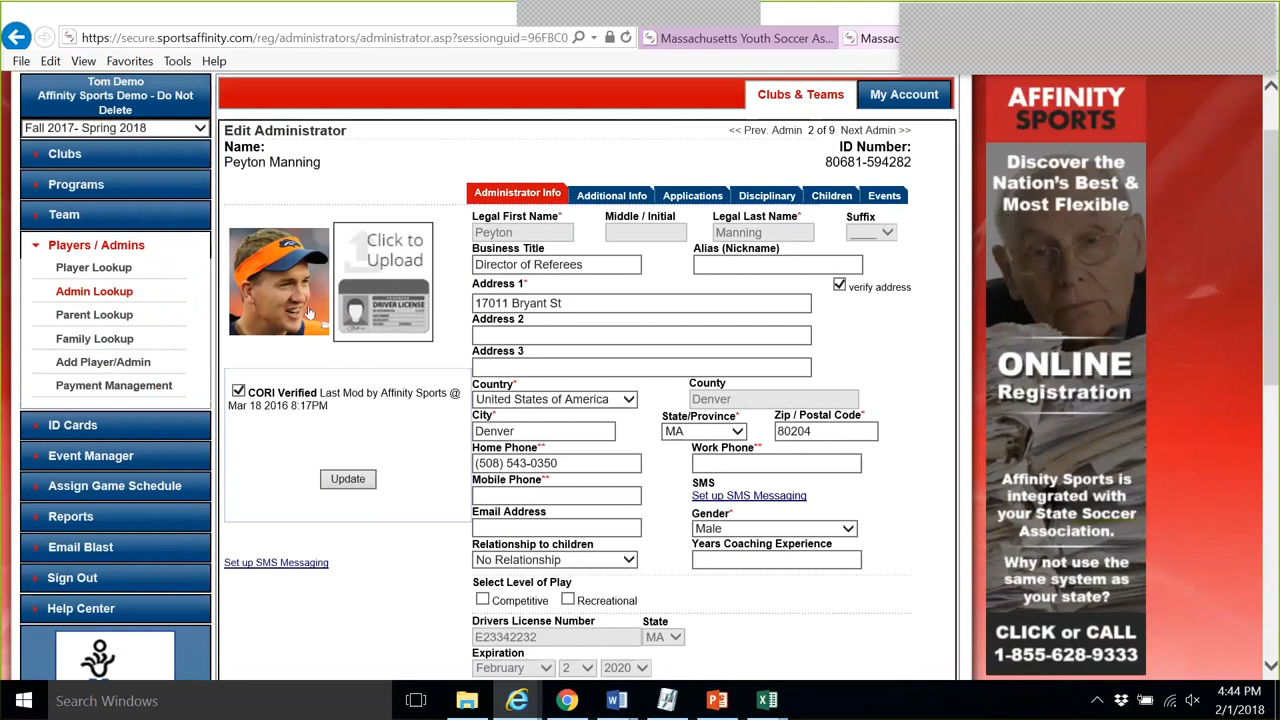 https://secure.sportsaffinity.com/reg/administrators/administrator.asp?sessionguid=96FBC0
Massachusetts Youth Soccer As...
Massac
File Edit View Favorites Tools Help
Tom Demo
Affinity Sports Demo - Do Not
Delete
Fall 2017- Spring 2018
Clubs
Programs
Team
Players / Admins
Player Lookup
Admin Lookup
Parent Lookup
Family Lookup
Add Player/Admin
Payment Management
ID Cards
Event Manager
Assign Game Schedule
Reports
Email Blast
Sign Out
Help Center
Clubs & Teams My Account
Edit Administrator
<< Prev. Admin 2 of 9 Next Admin >>
Name:
Peyton Manning
ID Number:
80681-594282
Administrator Info Additional Info Applications Disciplinary Children Events
Click to
Upload
DRIVER LICENSE
CORI Verified Last Mod by Affinity Sports @
Mar 18 2016 8:17PM
Update
Set up SMS Messaging
Legal First Name* Middle / Initial Legal Last Name* Suffix
Peyton Manning ____
Business Title Alias (Nickname)
Director of Referees
Address 1* verify address
17011 Bryant St
Address 2
Address 3
Country* County
United States of America Denver
City* State/Province* Zip / Postal Code*
Denver MA 80204
Home Phone** Work Phone**
(508) 543-0350
Mobile Phone** SMS
Set up SMS Messaging
Email Address Gender*
Male
Relationship to children Years Coaching Experience
No Relationship
Select Level of Play
Competitive Recreational
Drivers License Number State
E23342232 MA
Expiration
February 2 2020
AFFINITY
SPORTS
Discover the
Nation's Best &
Most Flexible
ONLINE
Registration
Affinity Sports is
integrated with
your State Soccer
Association.
Why not use the
same system as
your state?
CLICK or CALL
1-855-628-9333
Search Windows
4:44 PM
2/1/2018